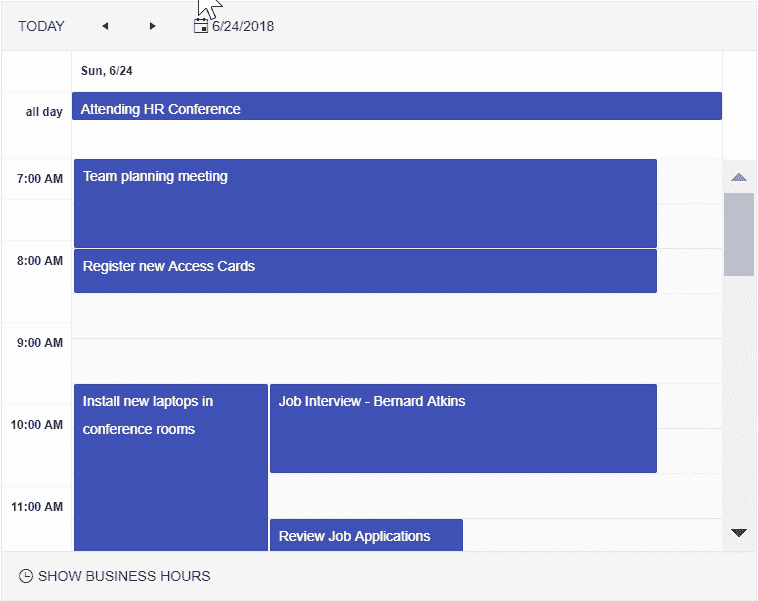 TODAY 6/24/2018
Sun, 6/24
all day Attending HR Conference
7:00 AM Team planning meeting
8:00 AM Register new Access Cards
9:00 AM
Install new laptops in Job Interview - Bernard Atkins
10:00 AM conference rooms
11:00 AM
Review Job Applications
SHOW BUSINESS HOURS